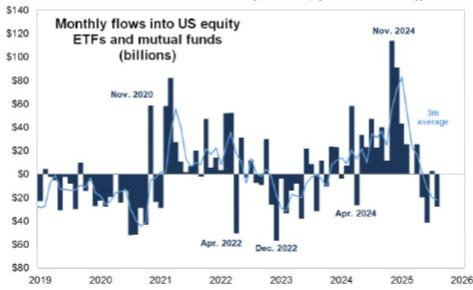 Monthly flows into US equity
ETFs and mutual funds
(billions)
$140
$120
$100
$80
$60
$40
$20
$0
$20
$40
$60
$80
Nov. 2020
Nov. 2024
3m
average
Apr. 2022
Dec. 2022
Apr. 2024
2019
2020
2021
2022
2023
2024
2025
2026